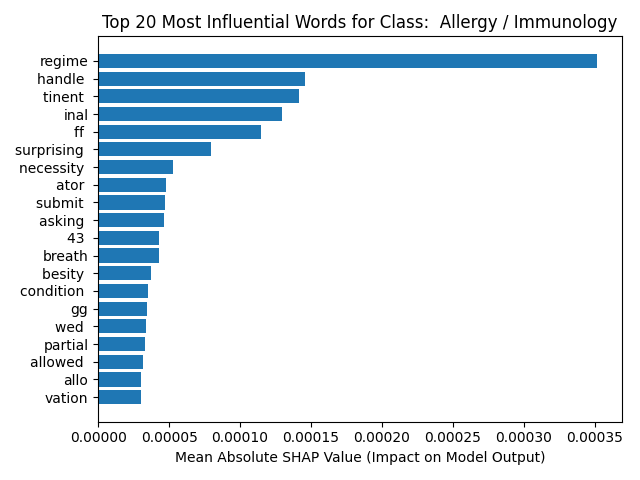 Top 20 Most Influential Words for Class:  Allergy / Immunology
regime
handle
tinent
inal
ff
surprising
necessity
ator
submit
asking
43
breath
besity
condition
gg
wed
partial
allowed
allo
vation
0.00000 0.00005 0.00010 0.00015 0.00020 0.00025 0.00030 0.00035
Mean Absolute SHAP Value (Impact on Model Output)